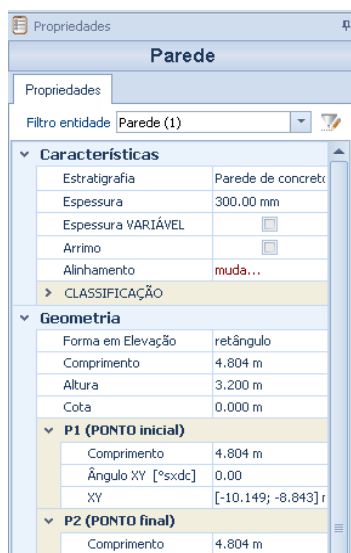 Propriedades
Parede
Propriedades
Filtro entidade Parede (1)
Características
Estratigrafia Parede de concreto
Espessura 300.00 mm
Espessura VARIÁVEL
Arrimo
Alinhamento muda...
CLASSIFICAÇÃO
Geometria
Forma em Elevação retângulo
Comprimento 4.804 m
Altura 3.200 m
Cota 0.000 m
P1 (PONTO inicial)
Comprimento 4.804 m
Ângulo XY [°sxdc] 0.00
XY [-10.149; -8.843]
P2 (PONTO final)
Comprimento 4.804 m